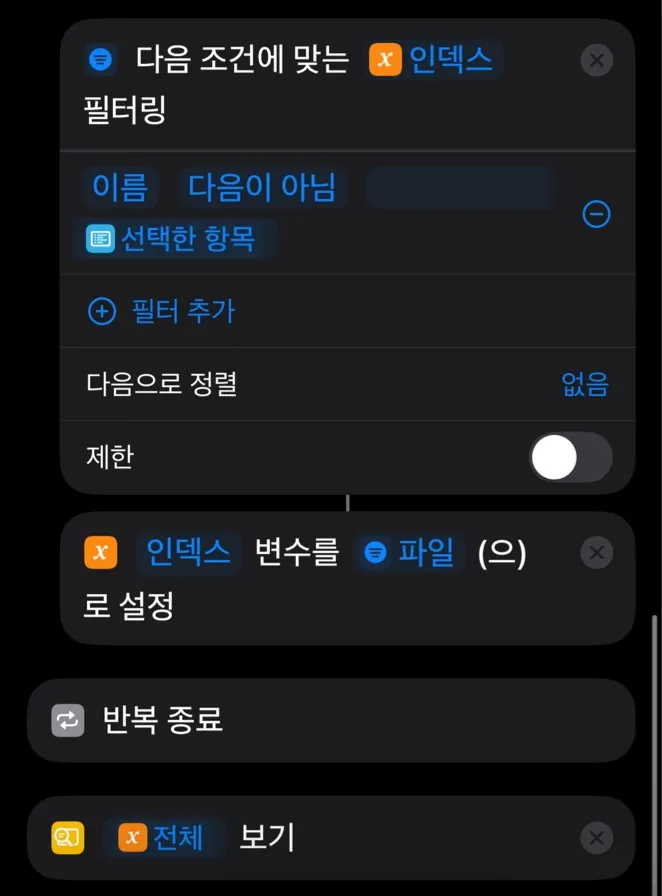 다음 조건에 맞는 x 인덱스
필터링
이름 다음이 아님
선택한 항목
필터 추가
다음으로 정렬 없음
제한
x 인덱스 변수를 파일 (으)
로 설정
반복 종료
x 전체 보기